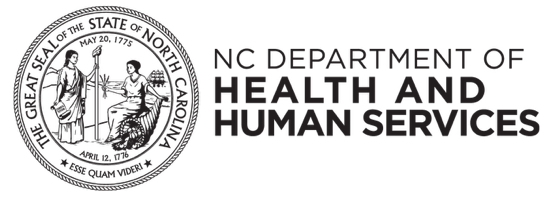 THE GREAT SEAL OF THE STATE OF NORTH CAROLINA
MAY 20, 1775
APRIL 12, 1776
★ ESSE QUAM VIDERI ★
NC DEPARTMENT OF
HEALTH AND
HUMAN SERVICES